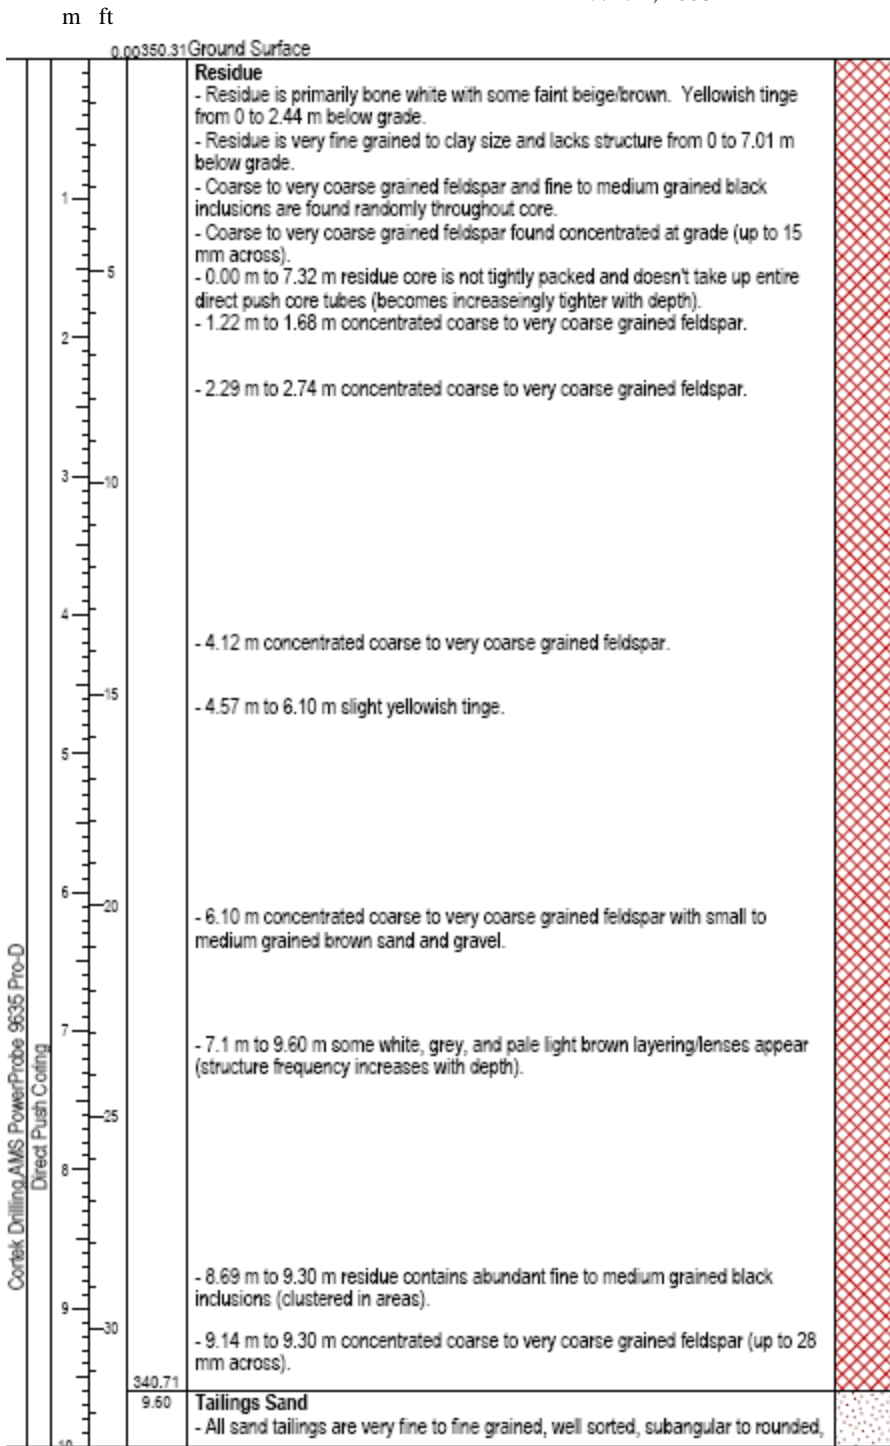 m ft
0.00 350.31 Ground Surface
Residue
- Residue is primarily bone white with some faint beige/brown. Yellowish tinge
from 0 to 2.44 m below grade.
- Residue is very fine grained to clay size and lacks structure from 0 to 7.01 m
below grade.
- Coarse to very coarse grained feldspar and fine to medium grained black
inclusions are found randomly throughout core.
- Coarse to very coarse grained feldspar found concentrated at grade (up to 15
mm across).
- 0.00 m to 7.32 m residue core is not tightly packed and doesn't take up entire
direct push core tubes (becomes increaseingly tighter with depth).
- 1.22 m to 1.68 m concentrated coarse to very coarse grained feldspar.
- 2.29 m to 2.74 m concentrated coarse to very coarse grained feldspar.
- 4.12 m concentrated coarse to very coarse grained feldspar.
- 4.57 m to 6.10 m slight yellowish tinge.
- 6.10 m concentrated coarse to very coarse grained feldspar with small to
medium grained brown sand and gravel.
- 7.1 m to 9.60 m some white, grey, and pale light brown layering/lenses appear
(structure frequency increases with depth).
- 8.69 m to 9.30 m residue contains abundant fine to medium grained black
inclusions (clustered in areas).
- 9.14 m to 9.30 m concentrated coarse to very coarse grained feldspar (up to 28
mm across).
340.71
9.60 Tailings Sand
- All sand tailings are very fine to fine grained, well sorted, subangular to rounded,
1
2
3
4
5
6
7
8
9
5
10
15
20
25
30
Cortek Drilling, AMS PowerProbe 9635 Pro-D
Direct Push Coring